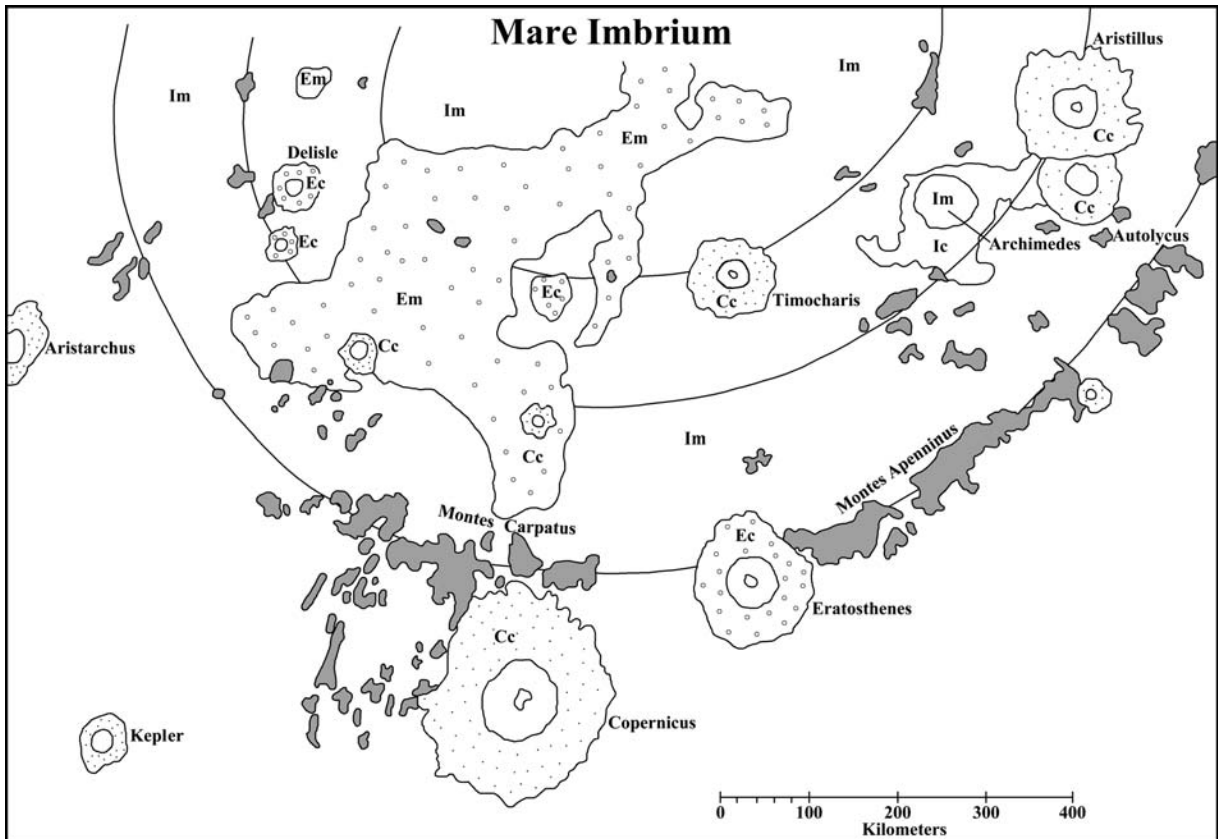 Mare Imbrium
Aristillus
Im
Em
Im
Im
Em
Cc
Delisle
Ec
Im
Cc
Archimedes
Autolycus
Ec
Ic
Em
Ec
Cc
Timocharis
Aristarchus
Cc
Im
Cc
Montes Apenninus
Montes Carpatus
Ec
Eratosthenes
Cc
Copernicus
Kepler
0 100 200 300 400
Kilometers